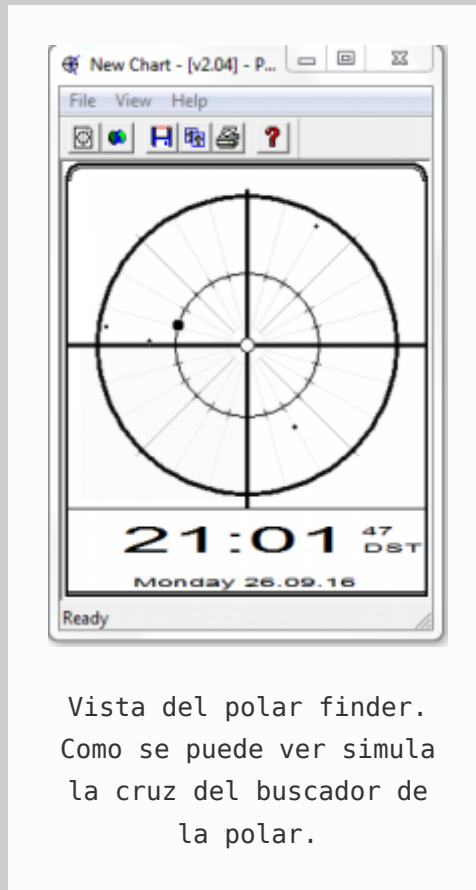 New Chart - [v2.04] - P...
File View Help
?
21:01 47
DST
Monday 26.09.16
Ready
Vista del polar finder.
Como se puede ver simula
la cruz del buscador de
la polar.